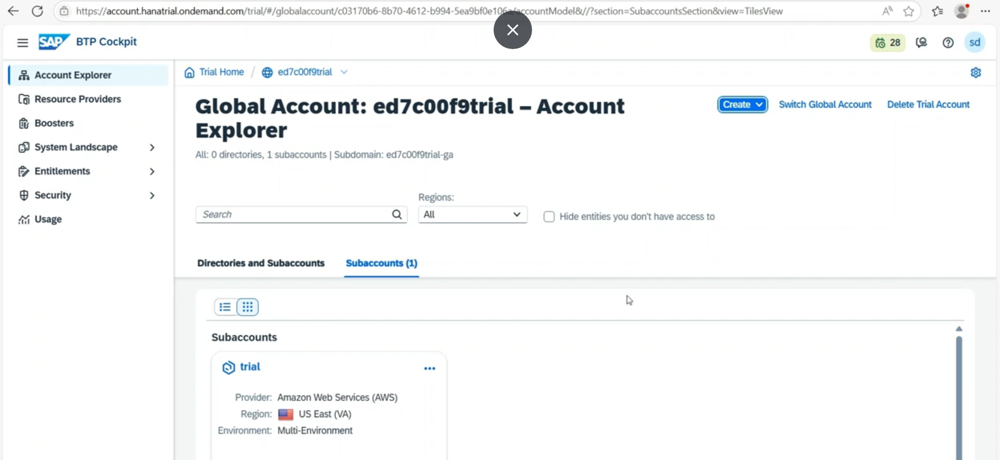 https://account.hanatrial.ondemand.com/trial/#/globalaccount/c03170b6-8b70-4612-b994-5ea9bf0e106a/accountModel&//?section=SubaccountsSection&view=TilesView
SAP BTP Cockpit
28
sd
Account Explorer
Resource Providers
Boosters
System Landscape
Entitlements
Security
Usage
Trial Home / ed7c00f9trial
Global Account: ed7c00f9trial – Account
Explorer
Create
Switch Global Account
Delete Trial Account
All: 0 directories, 1 subaccounts | Subdomain: ed7c00f9trial-ga
Regions:
Search
All
Hide entities you don't have access to
Directories and Subaccounts
Subaccounts (1)
Subaccounts
trial
Provider: Amazon Web Services (AWS)
Region: US East (VA)
Environment: Multi-Environment